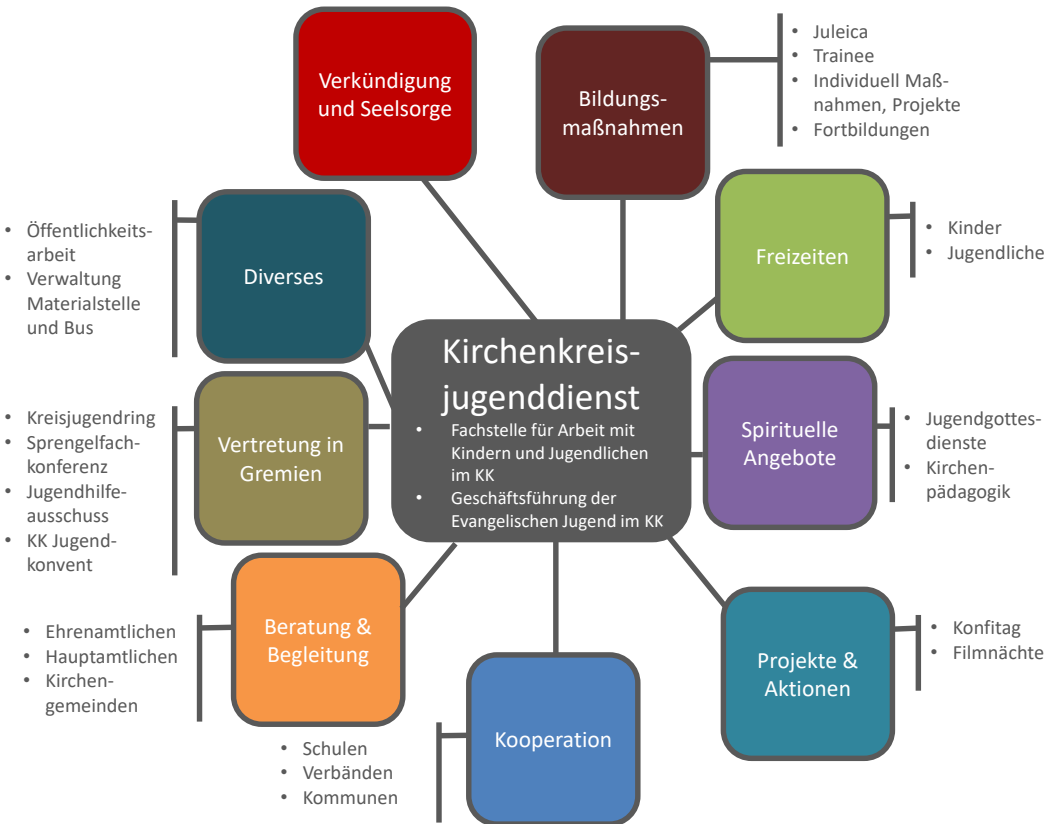 Verkündigung
und Seelsorge
Bildungs-
maßnahmen
• Juleica
• Trainee
• Individuell Maß-
nahmen, Projekte
• Fortbildungen
• Öffentlichkeits-
arbeit
• Verwaltung
Materialstelle
und Bus
Diverses
Freizeiten
• Kinder
• Jugendliche
Kirchenkreis-
jugenddienst
• Fachstelle für Arbeit mit
Kindern und Jugendlichen
im KK
• Geschäftsführung der
Evangelischen Jugend im KK
• Kreisjugendring
• Sprengelfach-
konferenz
• Jugendhilfe-
ausschuss
• KK Jugend-
konvent
Vertretung in
Gremien
Spirituelle
Angebote
• Jugendgottes-
dienste
• Kirchen-
pädagogik
• Ehrenamtlichen
• Hauptamtlichen
• Kirchen-
gemeinden
Beratung &
Begleitung
Projekte &
Aktionen
• Konfitag
• Filmnächte
• Schulen
• Verbänden
• Kommunen
Kooperation